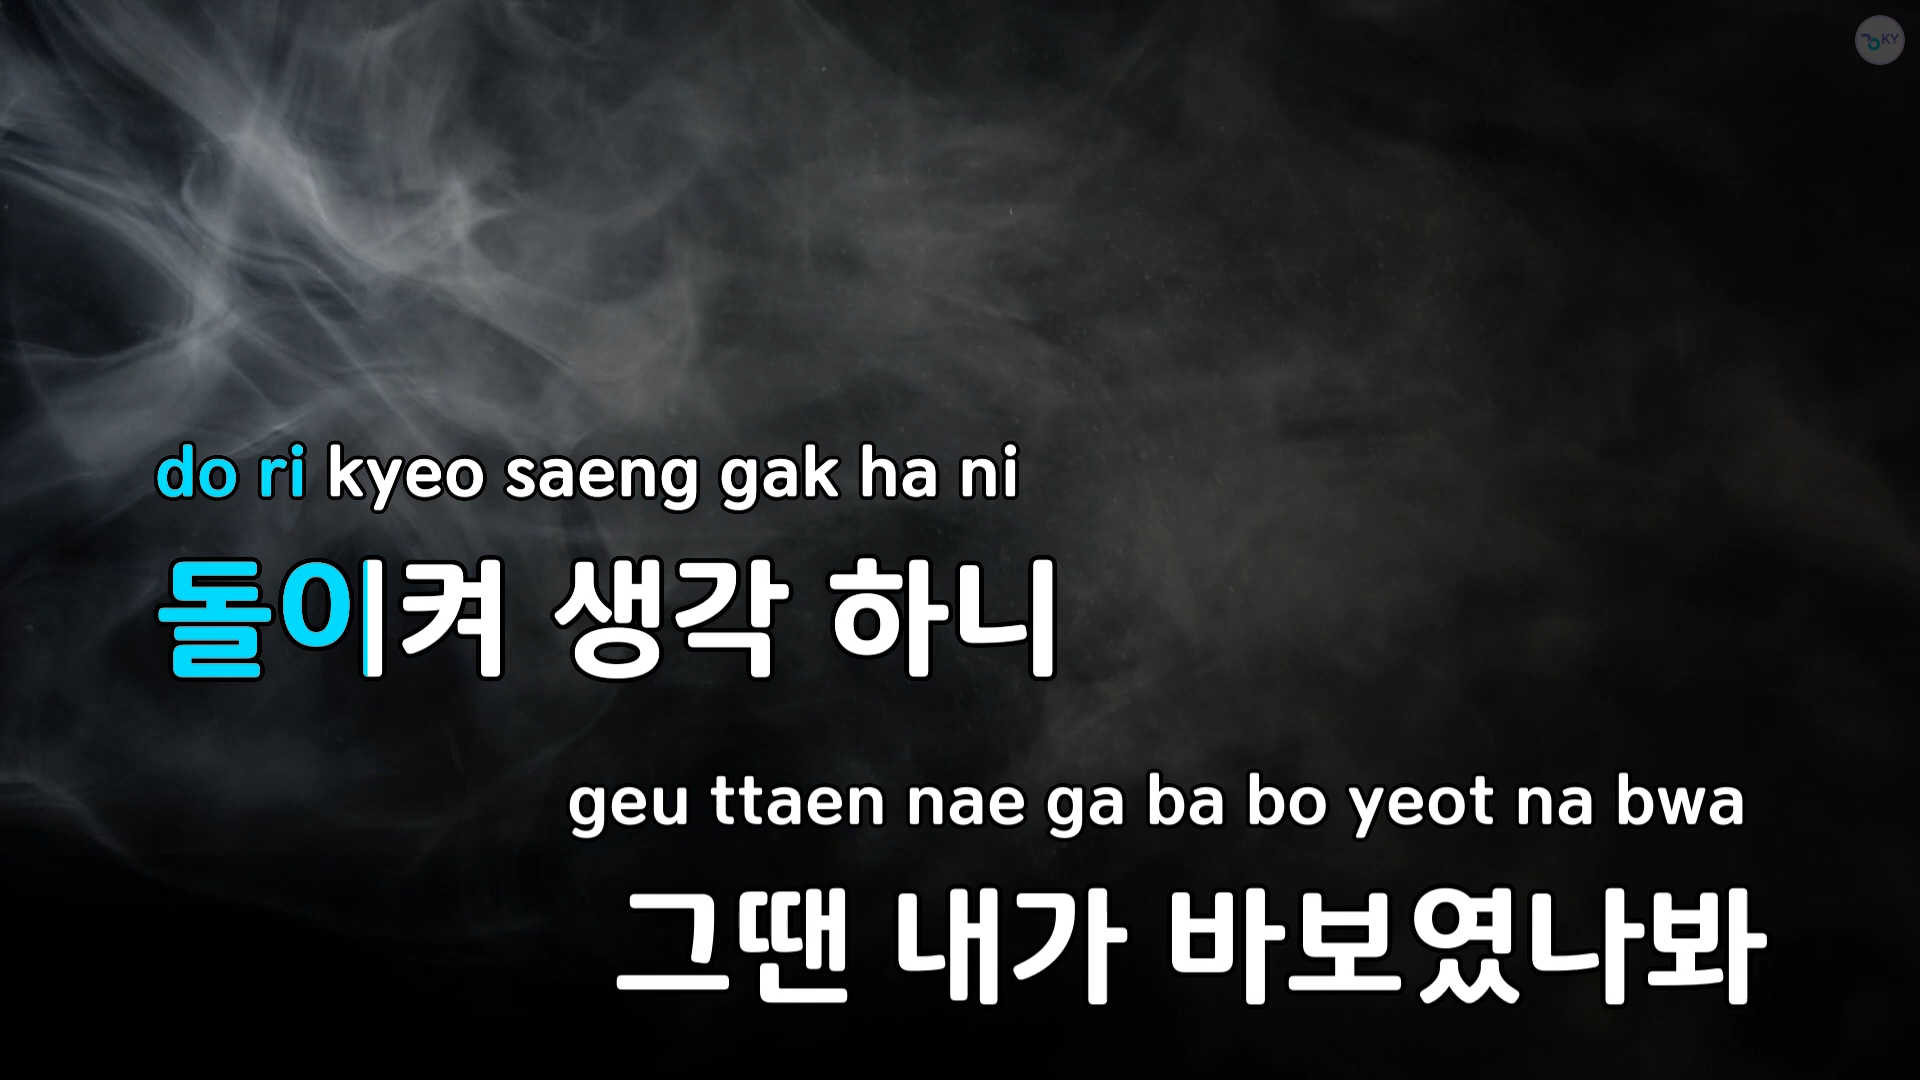 KY
do ri kyeo saeng gak ha ni
돌이켜 생각 하니
geu ttaen nae ga ba bo yeot na bwa
그땐 내가 바보였나봐